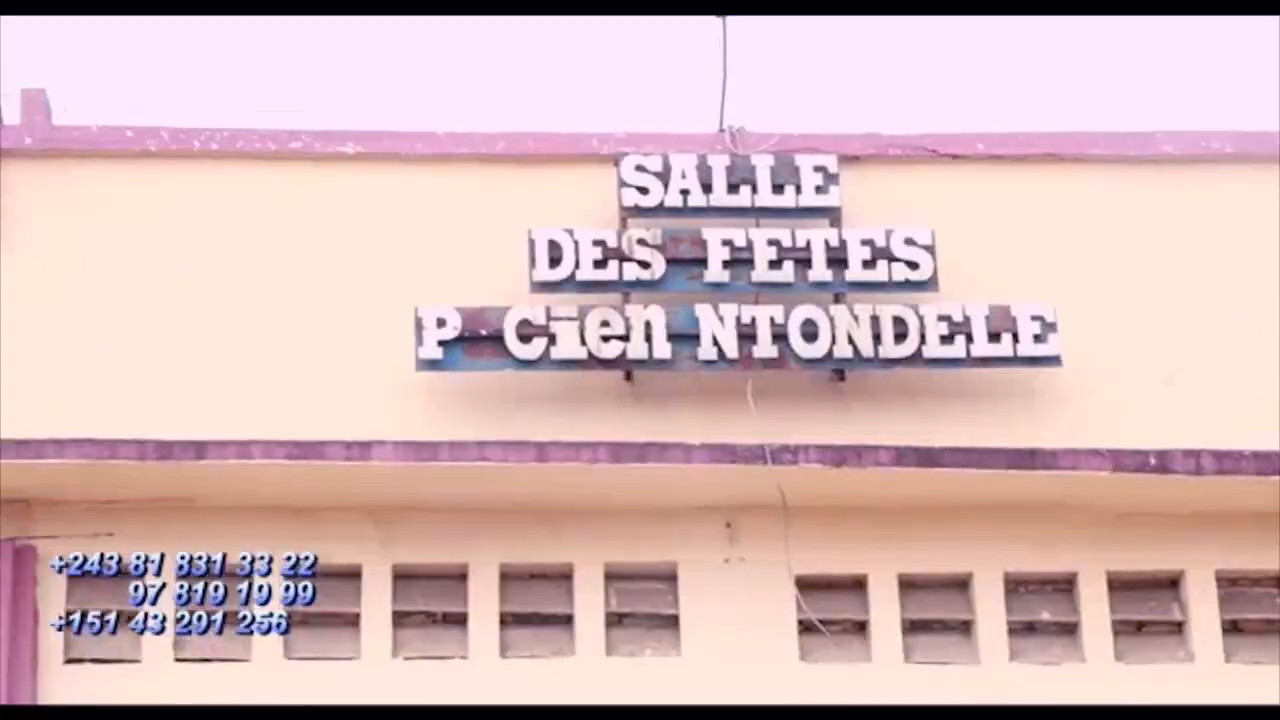 SALLE
DES FETES
P Cien NTONDELE
+243 81 831 33 22
97 819 19 99
+151 43 291 256